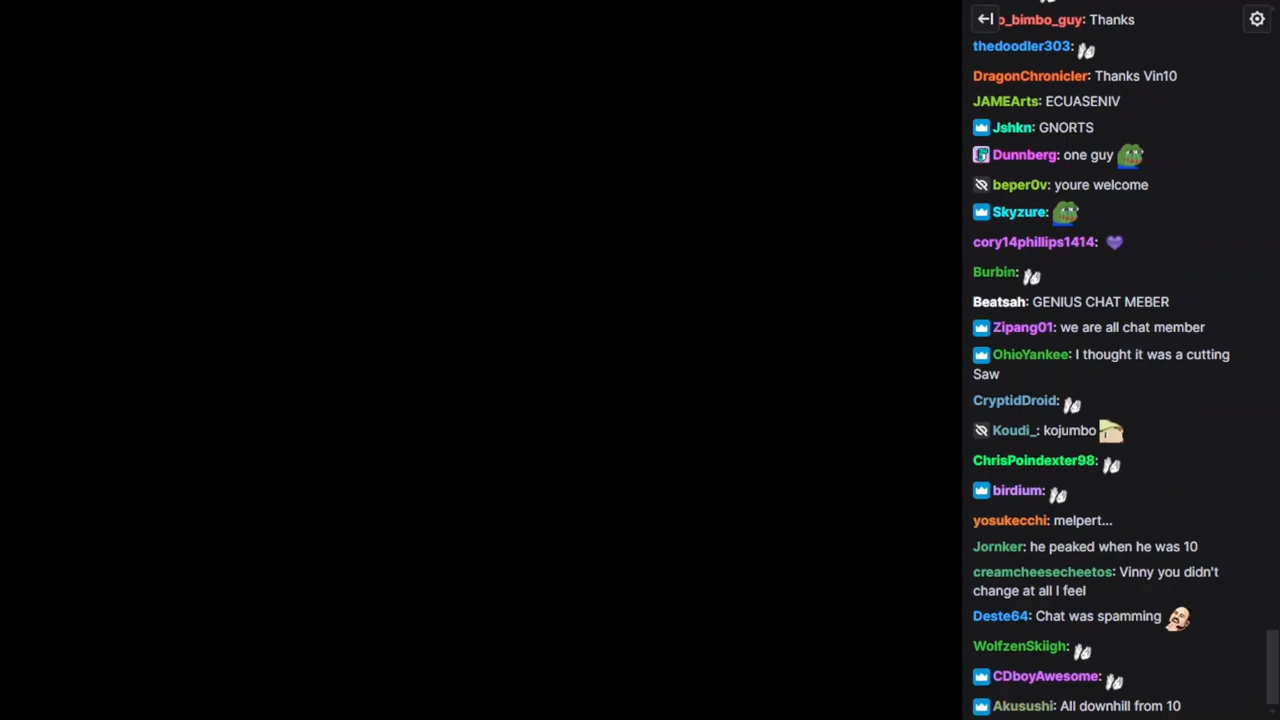 o_bimbo_guy: Thanks
thedoodler303:
DragonChronicler: Thanks Vin10
JAMEArts: ECUASENIV
Jshkn: GNORTS
Dunnberg: one guy
beper0v: youre welcome
Skyzure:
cory14phillips1414:
Burbin:
Beatsah: GENIUS CHAT MEBER
Zipang01: we are all chat member
OhioYankee: I thought it was a cutting
Saw
CryptidDroid:
Koudi_: kojumbo
ChrisPoindexter98:
birdium:
yosukecchi: melpert...
Jornker: he peaked when he was 10
creamcheesecheetos: Vinny you didn't
change at all I feel
Deste64: Chat was spamming
WolfzenSkiigh:
CDboyAwesome:
Akusushi: All downhill from 10